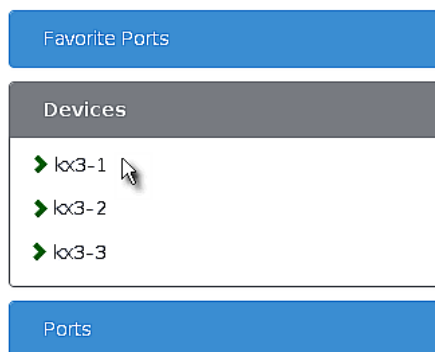 Favorite Ports
Devices
kx3-1
kx3-2
kx3-3
Ports